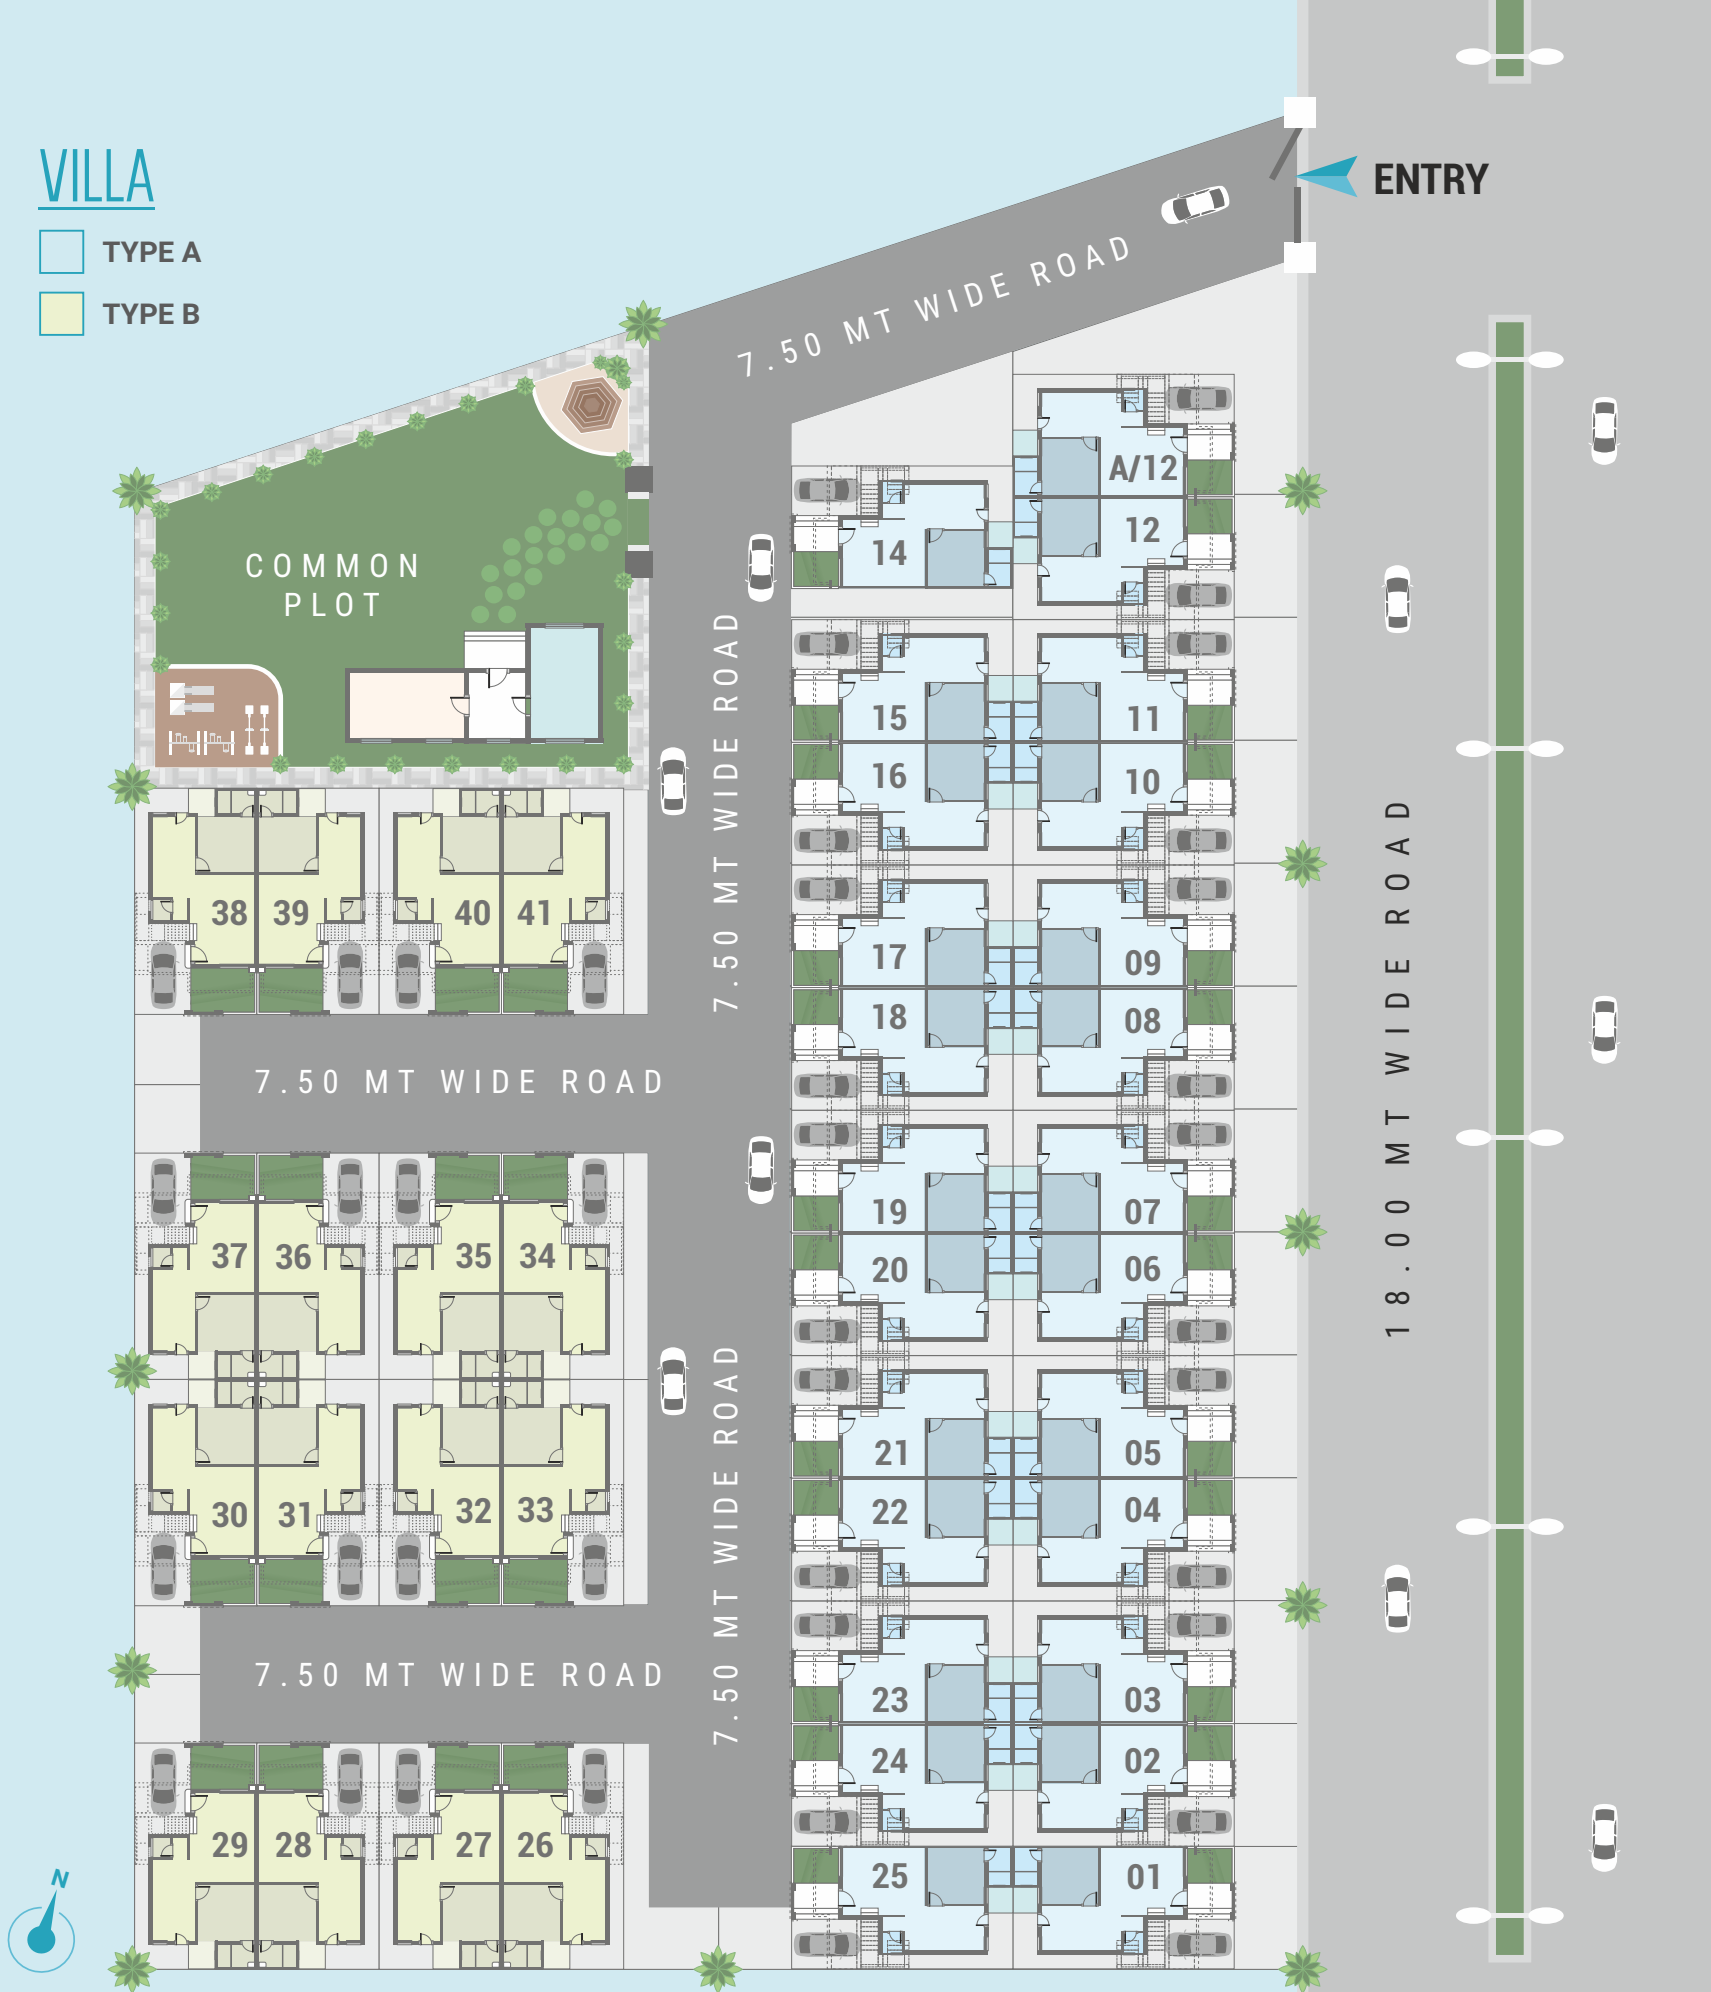 VILLA
TYPE A
TYPE B
ENTRY
7.50 MT WIDE ROAD
COMMON
PLOT
A/12
12
14
15
11
16
10
7.50 MT WIDE ROAD
38
39
40
41
17
09
18
08
7.50 MT WIDE ROAD
18.00 MT WIDE ROAD
37
36
35
34
19
07
20
06
30
31
32
33
21
05
22
04
7.50 MT WIDE ROAD
7.50 MT WIDE ROAD
23
03
24
02
29
28
27
26
25
01
N